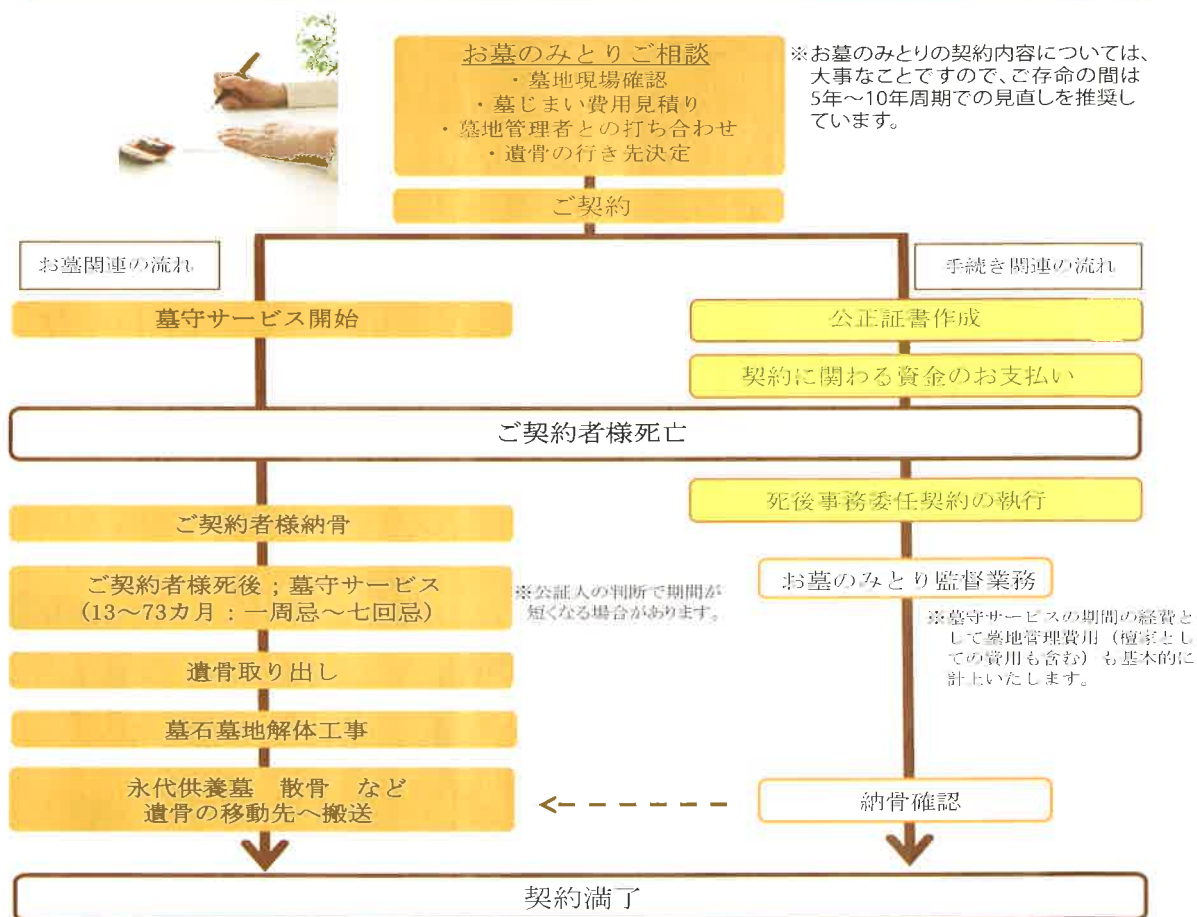 お墓のみとりご相談
・墓地現場確認
・墓じまい費用見積り
・墓地管理者との打ち合わせ
・遺骨の行き先決定
※お墓のみとりの契約内容については、
大事なことですので、ご存命の間は
5年～10年周期での見直しを推奨し
ています。
ご契約
お墓関連の流れ
手続き関連の流れ
墓守サービス開始
公正証書作成
契約に関わる資金のお支払い
ご契約者様死亡
死後事務委任契約の執行
ご契約者様納骨
ご契約者様死後；墓守サービス
(13～73カ月：一周忌～七回忌)
※公証人の判断で期間が
短くなる場合があります。
お墓のみとり監督業務
※墓守サービスの期間の経費と
して墓地管理費用（檀家とし
ての費用も含む）も基本的に
計上いたします。
遺骨取り出し
墓石墓地解体工事
永代供養墓　散骨　など
遺骨の移動先へ搬送
納骨確認
契約満了